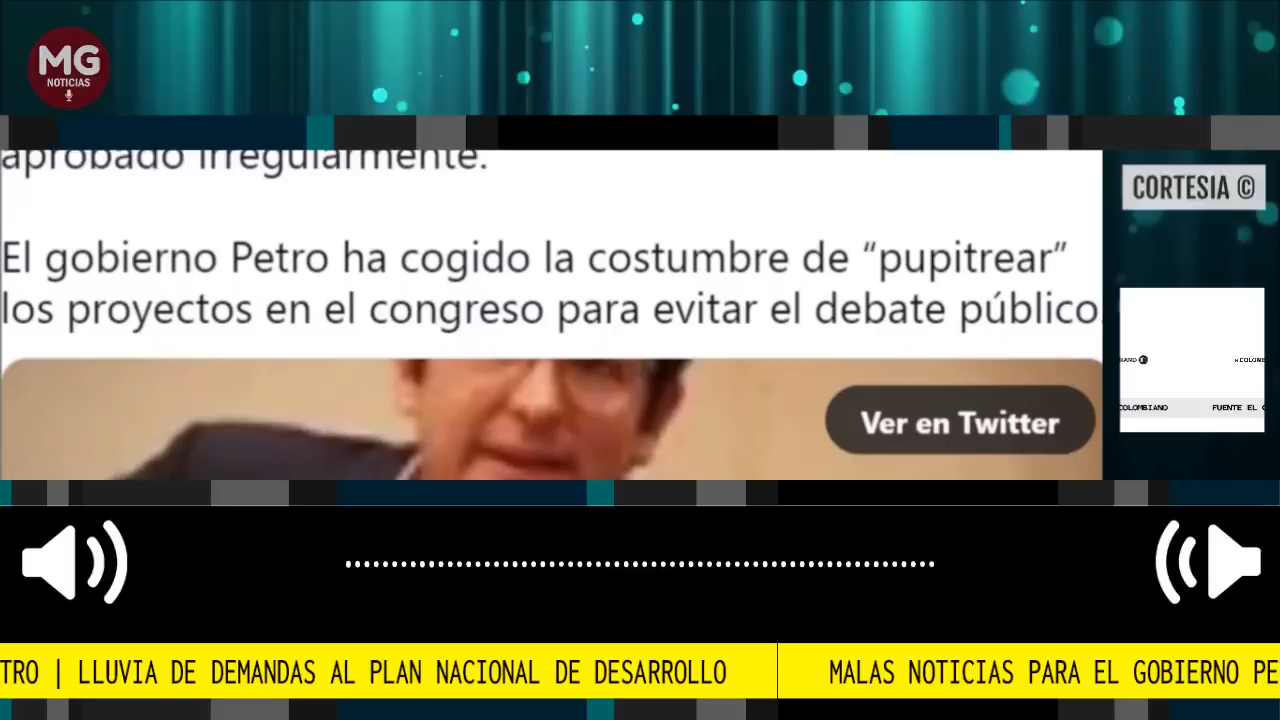 MG
NOTICIAS
aprobado irregularmente.
CORTESIA ©
El gobierno Petro ha cogido la costumbre de “pupitrear”
los proyectos en el congreso para evitar el debate público.
Ver en Twitter
COLOMBIANO FUENTE EL
TRO | LLUVIA DE DEMANDAS AL PLAN NACIONAL DE DESARROLLO
MALAS NOTICIAS PARA EL GOBIERNO PE